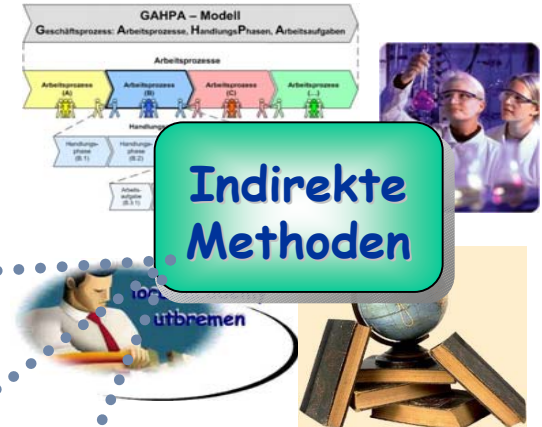 GAHPA – Modell
Geschäftsprozess: Arbeitsprozesse, HandlungsPhasen, Arbeitsaufgaben
Arbeitsprozesse
Arbeitsprozess
(A)
Arbeitsprozess
(B)
Arbeitsprozess
(C)
Arbeitsprozess
(...)
Handlungs
Handlungs-
phase
(B.1)
Handlungs-
phase
(B.2)
Arbeits-
aufgabe
(B.2.1)
Indirekte
Methoden
utbremen